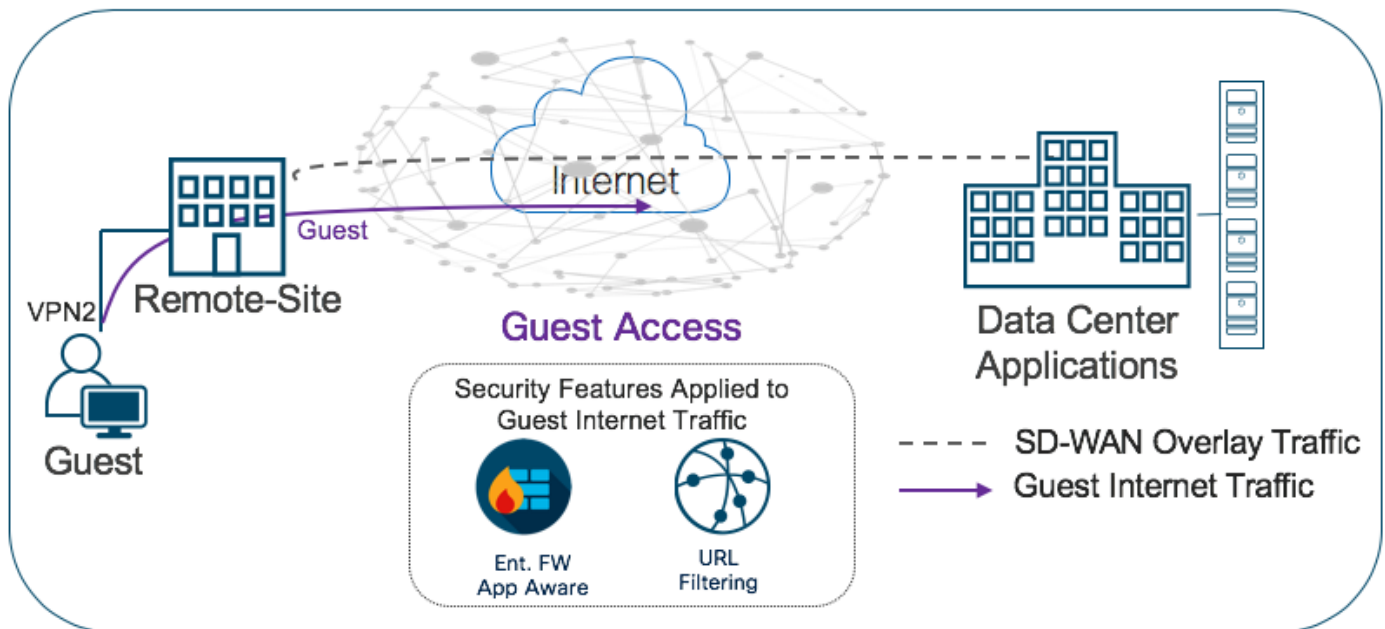 Internet
Guest
Remote-Site
VPN2
Guest
Guest Access
Data Center
Applications
Security Features Applied to
Guest Internet Traffic
Ent. FW
App Aware
URL
Filtering
SD-WAN Overlay Traffic
Guest Internet Traffic